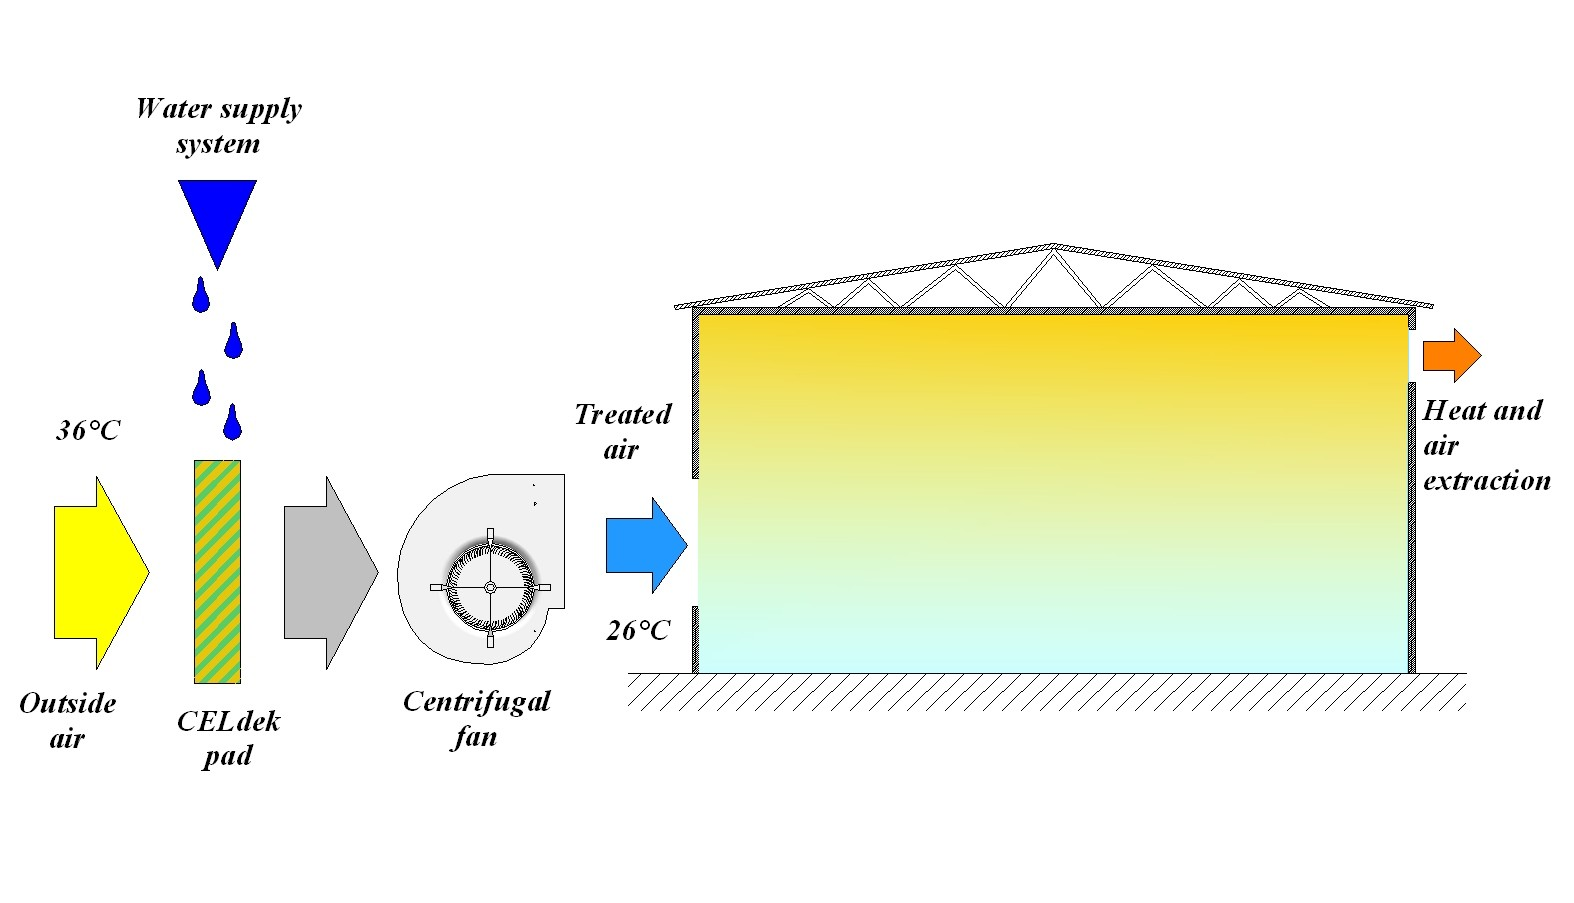 Water supply
system
36°C
Outside
air
CELdek
pad
Centrifugal
fan
Treated
air
26°C
Heat and
air
extraction